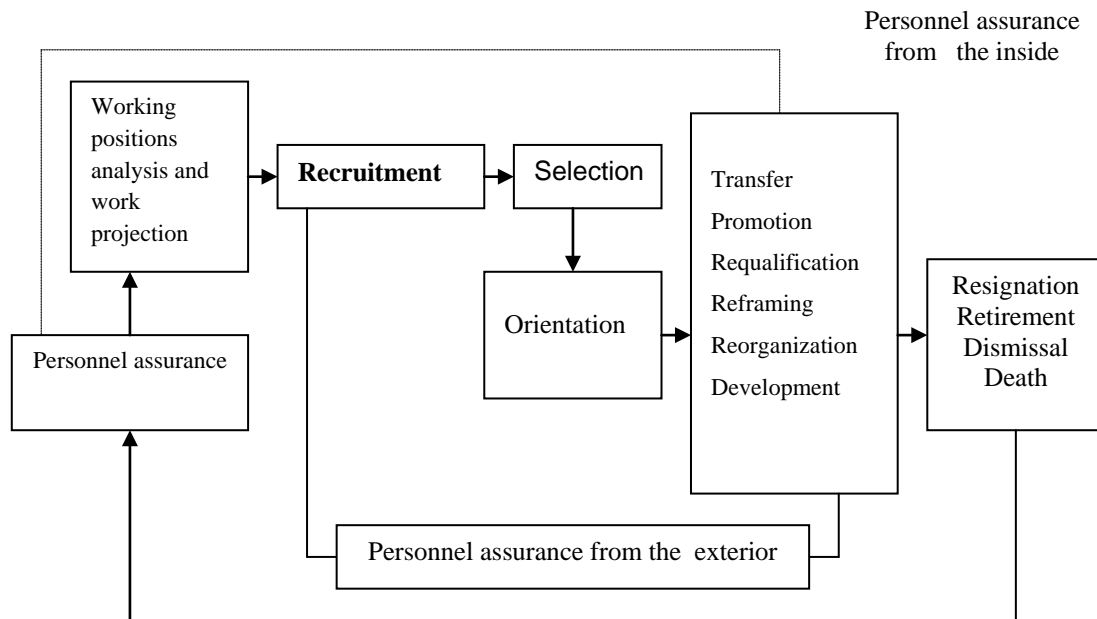 Personnel assurance
from the inside
Working
positions
analysis and
work
projection
Recruitment
Selection
Transfer
Promotion
Requalification
Reframing
Reorganization
Development
Orientation
Resignation
Retirement
Dismissal
Death
Personnel assurance
Personnel assurance from the exterior